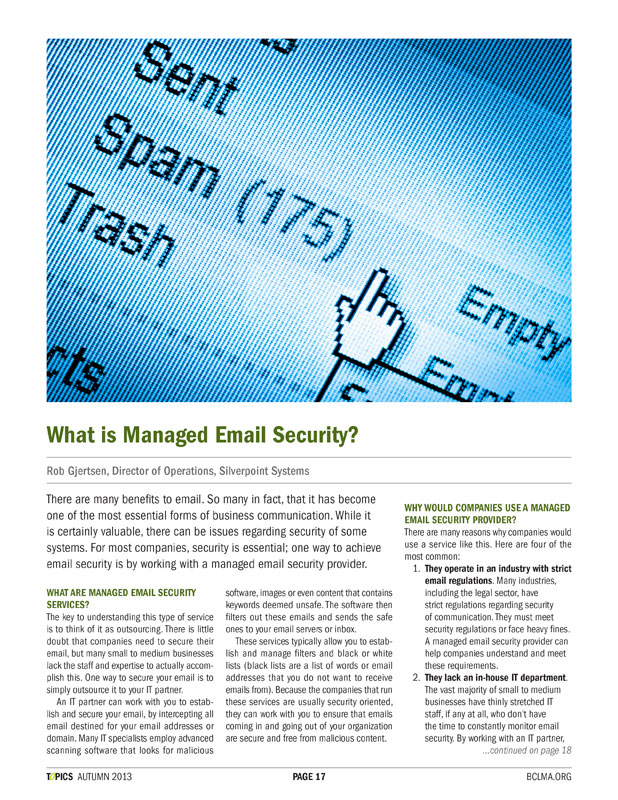 Sent
Spam (175)
Trash
Empty
cts
What is Managed Email Security?
Rob Gjertsen, Director of Operations, Silverpoint Systems
There are many benefits to email. So many in fact, that it has become
one of the most essential forms of business communication. While it
is certainly valuable, there can be issues regarding security of some
systems. For most companies, security is essential; one way to achieve
email security is by working with a managed email security provider.
WHAT ARE MANAGED EMAIL SECURITY
SERVICES?
The key to understanding this type of service
is to think of it as outsourcing. There is little
doubt that companies need to secure their
email, but many small to medium businesses
lack the staff and expertise to actually accom-
plish this. One way to secure your email is to
simply outsource it to your IT partner.
An IT partner can work with you to estab-
lish and secure your email, by intercepting all
email destined for your email addresses or
domain. Many IT specialists employ advanced
scanning software that looks for malicious
software, images or even content that contains
keywords deemed unsafe. The software then
filters out these emails and sends the safe
ones to your email servers or inbox.
These services typically allow you to estab-
lish and manage filters and black or white
lists (black lists are a list of words or email
addresses that you do not want to receive
emails from). Because the companies that run
these services are usually security oriented,
they can work with you to ensure that emails
coming in and going out of your organization
are secure and free from malicious content.
WHY WOULD COMPANIES USE A MANAGED
EMAIL SECURITY PROVIDER?
There are many reasons why companies would
use a service like this. Here are four of the
most common:
1. They operate in an industry with strict
email regulations. Many industries,
including the legal sector, have
strict regulations regarding security
of communication. They must meet
security regulations or face heavy fines.
A managed email security provider can
help companies understand and meet
these requirements.
2. They lack an in-house IT department.
The vast majority of small to medium
businesses have thinly stretched IT
staff, if any at all, who don't have
the time to constantly monitor email
security. By working with an IT partner,
...continued on page 18
TOPICS AUTUMN 2013
PAGE 17
BCLMA.ORG